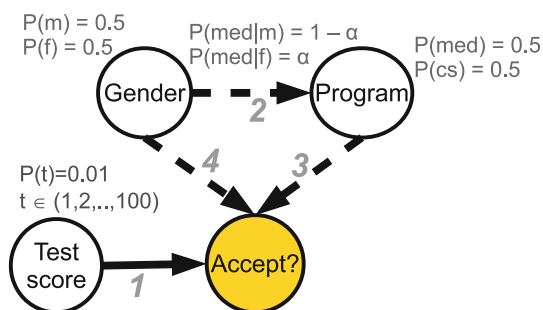 P(m) = 0.5
P(f) = 0.5
P(med|m) = 1 – α
P(med|f) = α
P(med) = 0.5
P(cs) = 0.5
Gender
2
Program
4
3
P(t)=0.01
t ∈ (1,2,..,100)
Test
score
1
Accept?